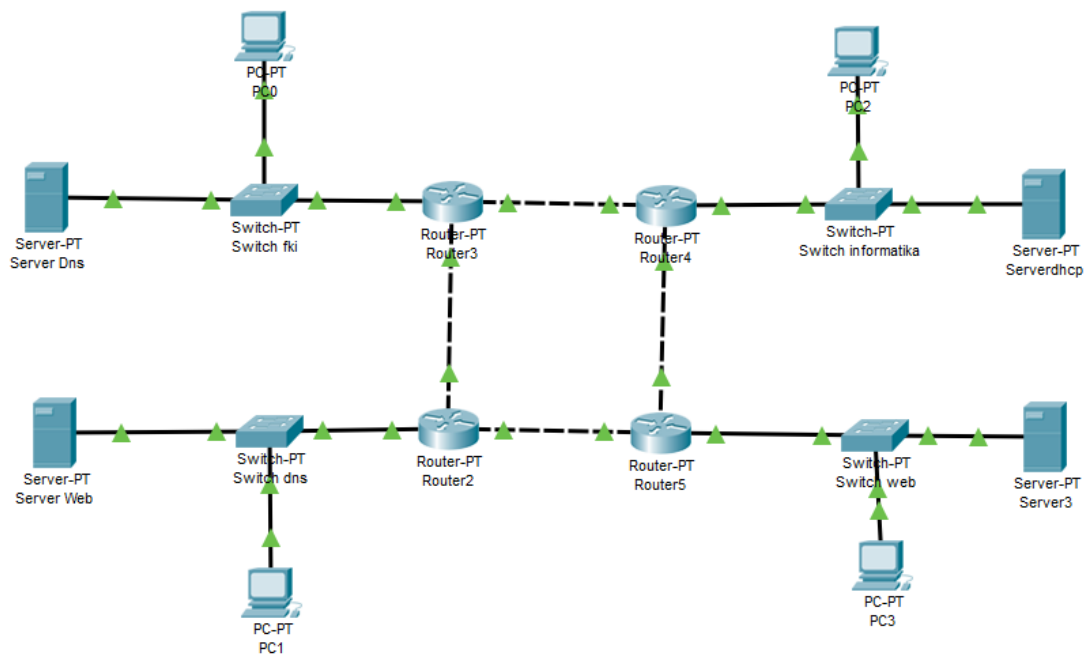 PC-PT
PC0
PC-PT
PC2
Server-PT
Server Dns
Switch-PT
Switch fki
Router-PT
Router3
Router-PT
Router4
Switch-PT
Switch informatika
Server-PT
Serverdhcp
Server-PT
Server Web
Switch-PT
Switch dns
Router-PT
Router2
Router-PT
Router5
Switch-PT
Switch web
Server-PT
Server3
PC-PT
PC1
PC-PT
PC3